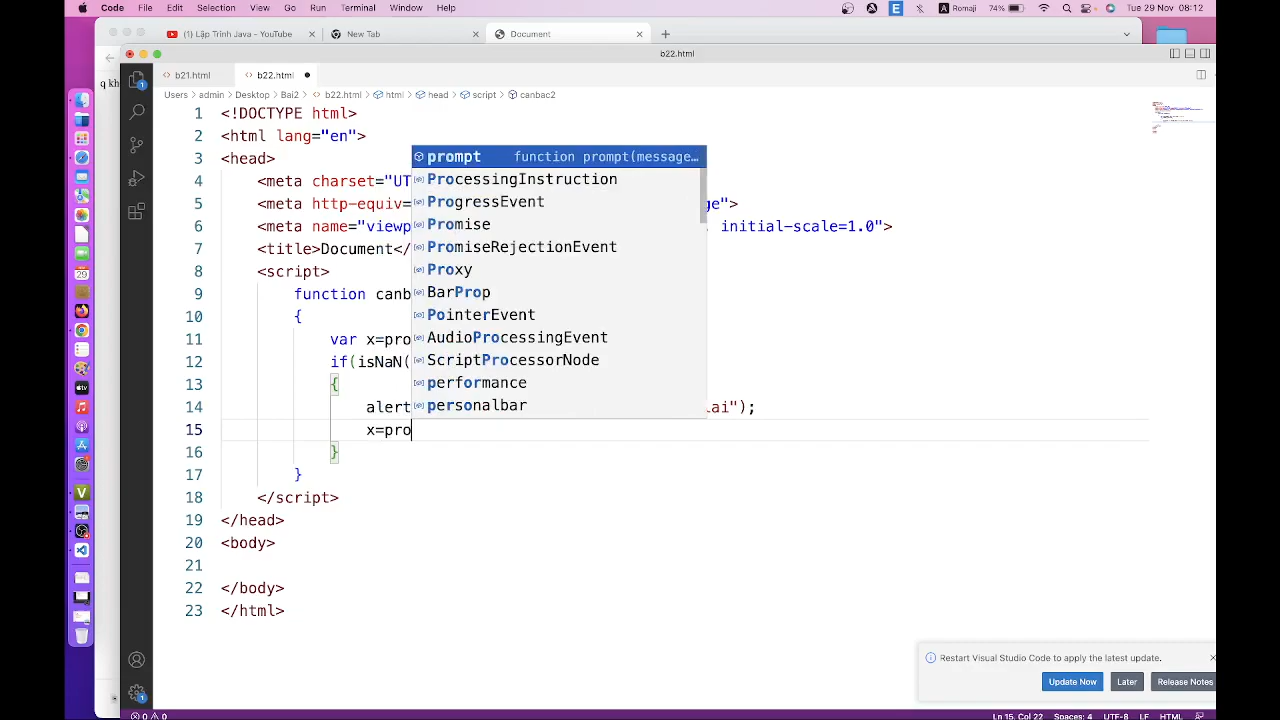 Code File Edit Selection View Go Run Terminal Window Help E A Romaji 74% Tue 29 Nov 08:12
(1) Lập Trình Java - YouTube New Tab Document
b22.html
b21.html b22.html
q kh
Users > admin > Desktop > Bai2 > b22.html > html > head > script > canbac2
1 <!DOCTYPE html>
2 <html lang="en">
3 <head>
4 <meta charset="UT
5 <meta http-equiv= ge">
6 <meta name="viewp , initial-scale=1.0">
7 <title>Document</
8 <script>
9 function canb
10 {
11 var x=pro
12 if(isNaN(
13 {
14 alert lai");
15 x=pro
16 }
17 }
18 </script>
19 </head>
20 <body>
21
22 </body>
23 </html>
prompt function prompt(message…
ProcessingInstruction
ProgressEvent
Promise
PromiseRejectionEvent
Proxy
BarProp
PointerEvent
AudioProcessingEvent
ScriptProcessorNode
performance
personalbar
Restart Visual Studio Code to apply the latest update.
Update Now Later Release Notes
0 0 Ln 15, Col 22 Spaces: 4 UTF-8 LF HTML